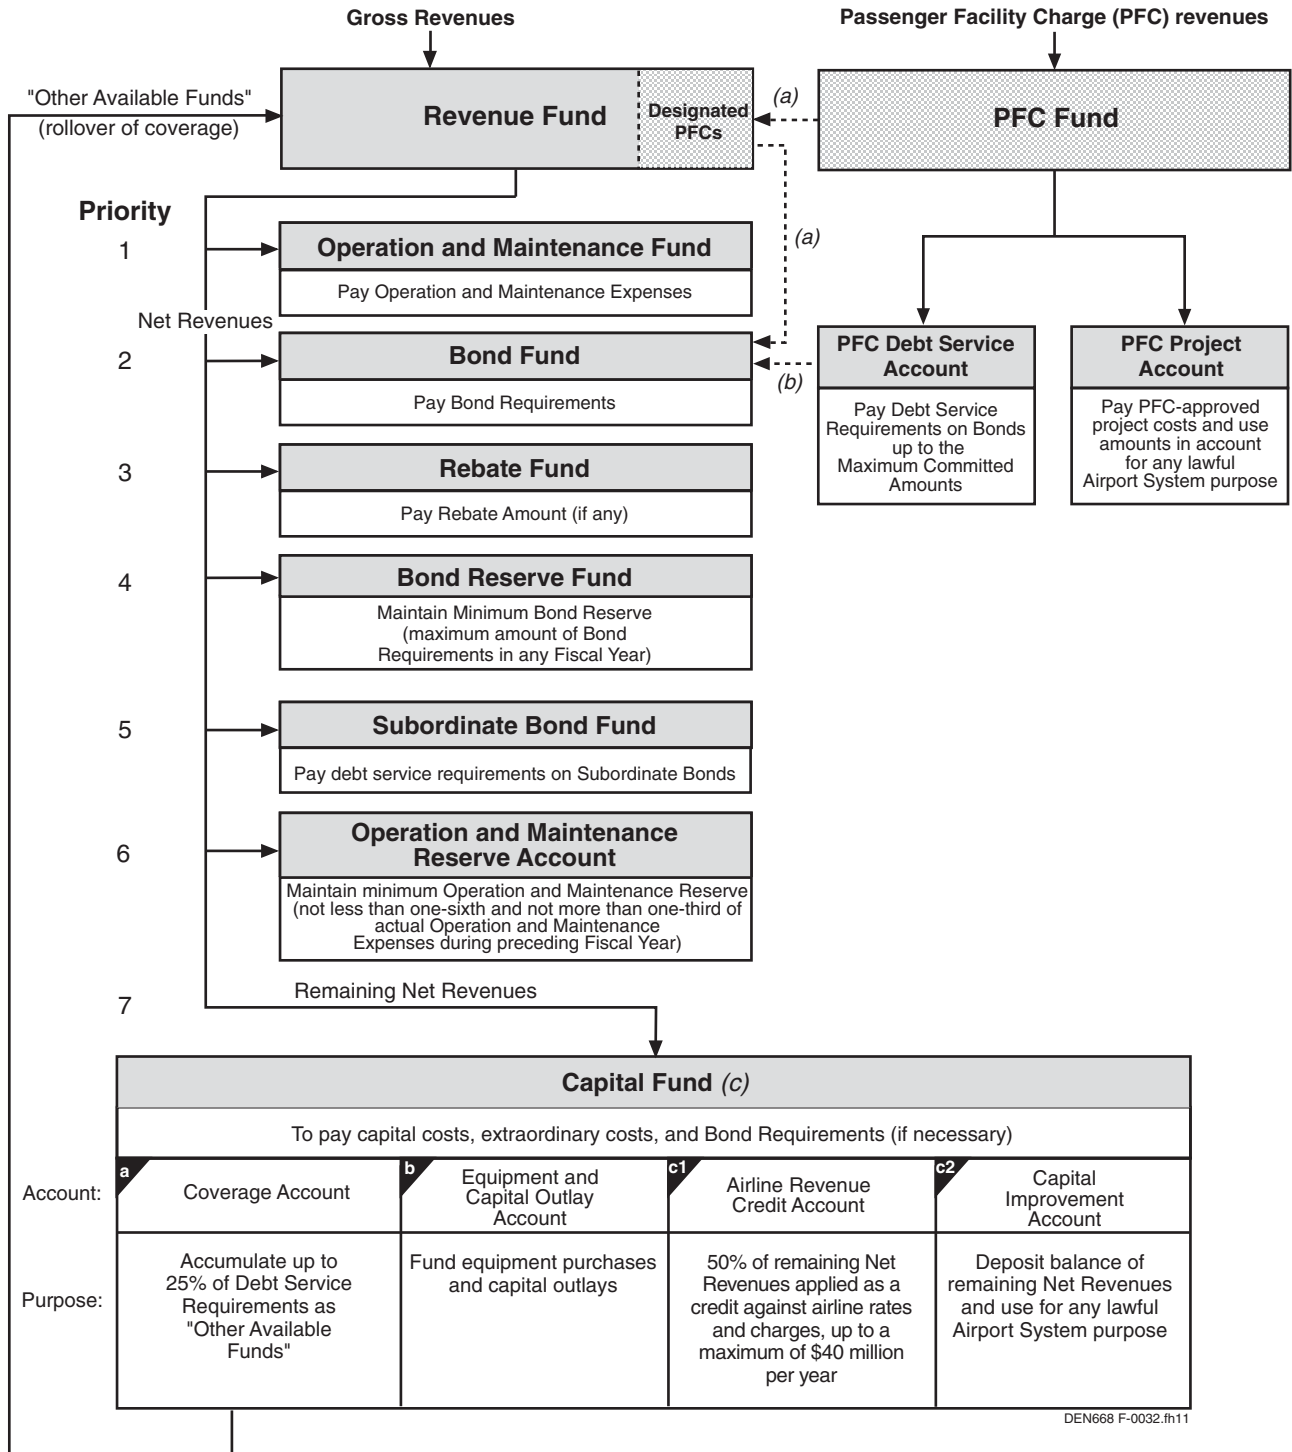 Gross Revenues
Passenger Facility Charge (PFC) revenues
"Other Available Funds"
(rollover of coverage)
Revenue Fund
Designated
PFCs
(a)
PFC Fund
Priority
(a)
1
Operation and Maintenance Fund
Pay Operation and Maintenance Expenses
Net Revenues
2
Bond Fund
Pay Bond Requirements
(b)
PFC Debt Service
Account
Pay Debt Service
Requirements on Bonds
up to the
Maximum Committed
Amounts
PFC Project
Account
Pay PFC-approved
project costs and use
amounts in account
for any lawful
Airport System purpose
3
Rebate Fund
Pay Rebate Amount (if any)
4
Bond Reserve Fund
Maintain Minimum Bond Reserve
(maximum amount of Bond
Requirements in any Fiscal Year)
5
Subordinate Bond Fund
Pay debt service requirements on Subordinate Bonds
6
Operation and Maintenance
Reserve Account
Maintain minimum Operation and Maintenance Reserve
(not less than one-sixth and not more than one-third of
actual Operation and Maintenance
Expenses during preceding Fiscal Year)
7
Remaining Net Revenues
Capital Fund (c)
To pay capital costs, extraordinary costs, and Bond Requirements (if necessary)
Account:
a
Coverage Account
b
Equipment and
Capital Outlay
Account
c1
Airline Revenue
Credit Account
c2
Capital
Improvement
Account
Purpose:
Accumulate up to
25% of Debt Service
Requirements as
"Other Available
Funds"
Fund equipment purchases
and capital outlays
50% of remaining Net
Revenues applied as a
credit against airline rates
and charges, up to a
maximum of $40 million
per year
Deposit balance of
remaining Net Revenues
and use for any lawful
Airport System purpose
DEN668 F-0032.fh11